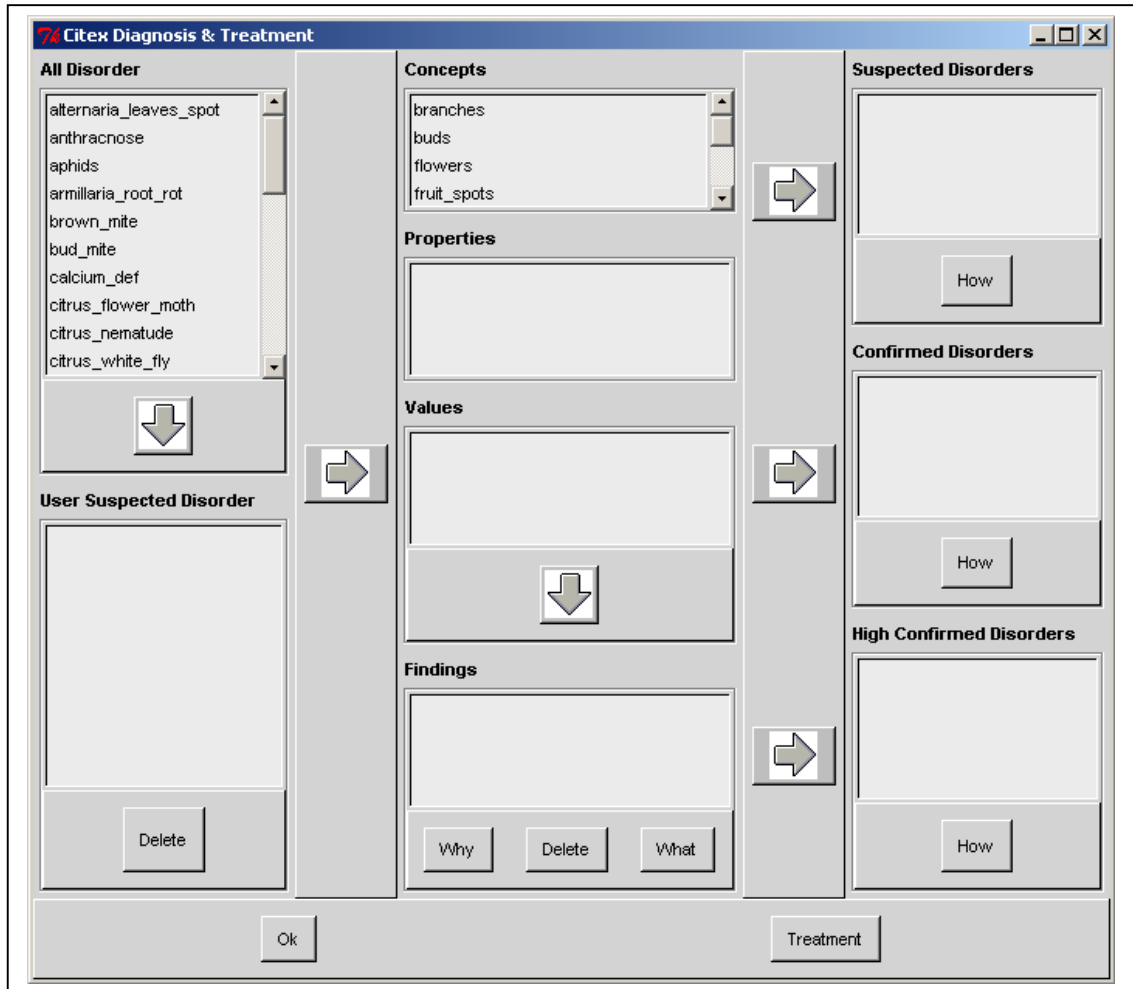 Citex Diagnosis & Treatment
All Disorder
alternaria_leaves_spot
anthracnose
aphids
armillaria_root_rot
brown_mite
bud_mite
calcium_def
citrus_flower_moth
citrus_nematude
citrus_white_fly
User Suspected Disorder
Delete
Concepts
branches
buds
flowers
fruit_spots
Properties
Values
Findings
Why Delete What
Suspected Disorders
How
Confirmed Disorders
How
High Confirmed Disorders
How
Ok Treatment